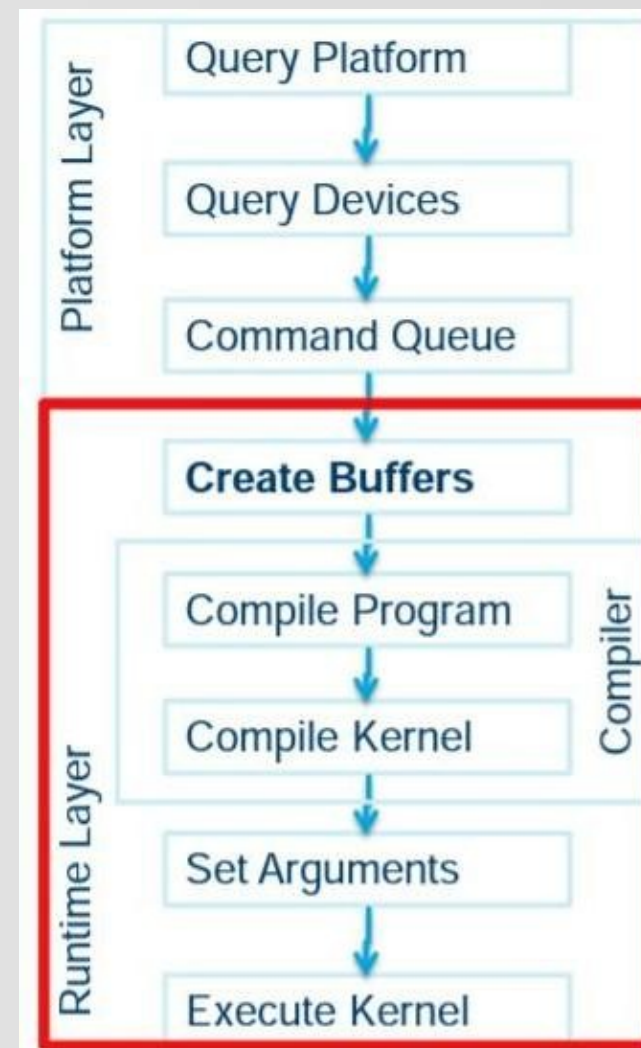 Platform Layer
Query Platform
Query Devices
Command Queue
Runtime Layer
Create Buffers
Compiler
Compile Program
Compile Kernel
Set Arguments
Execute Kernel